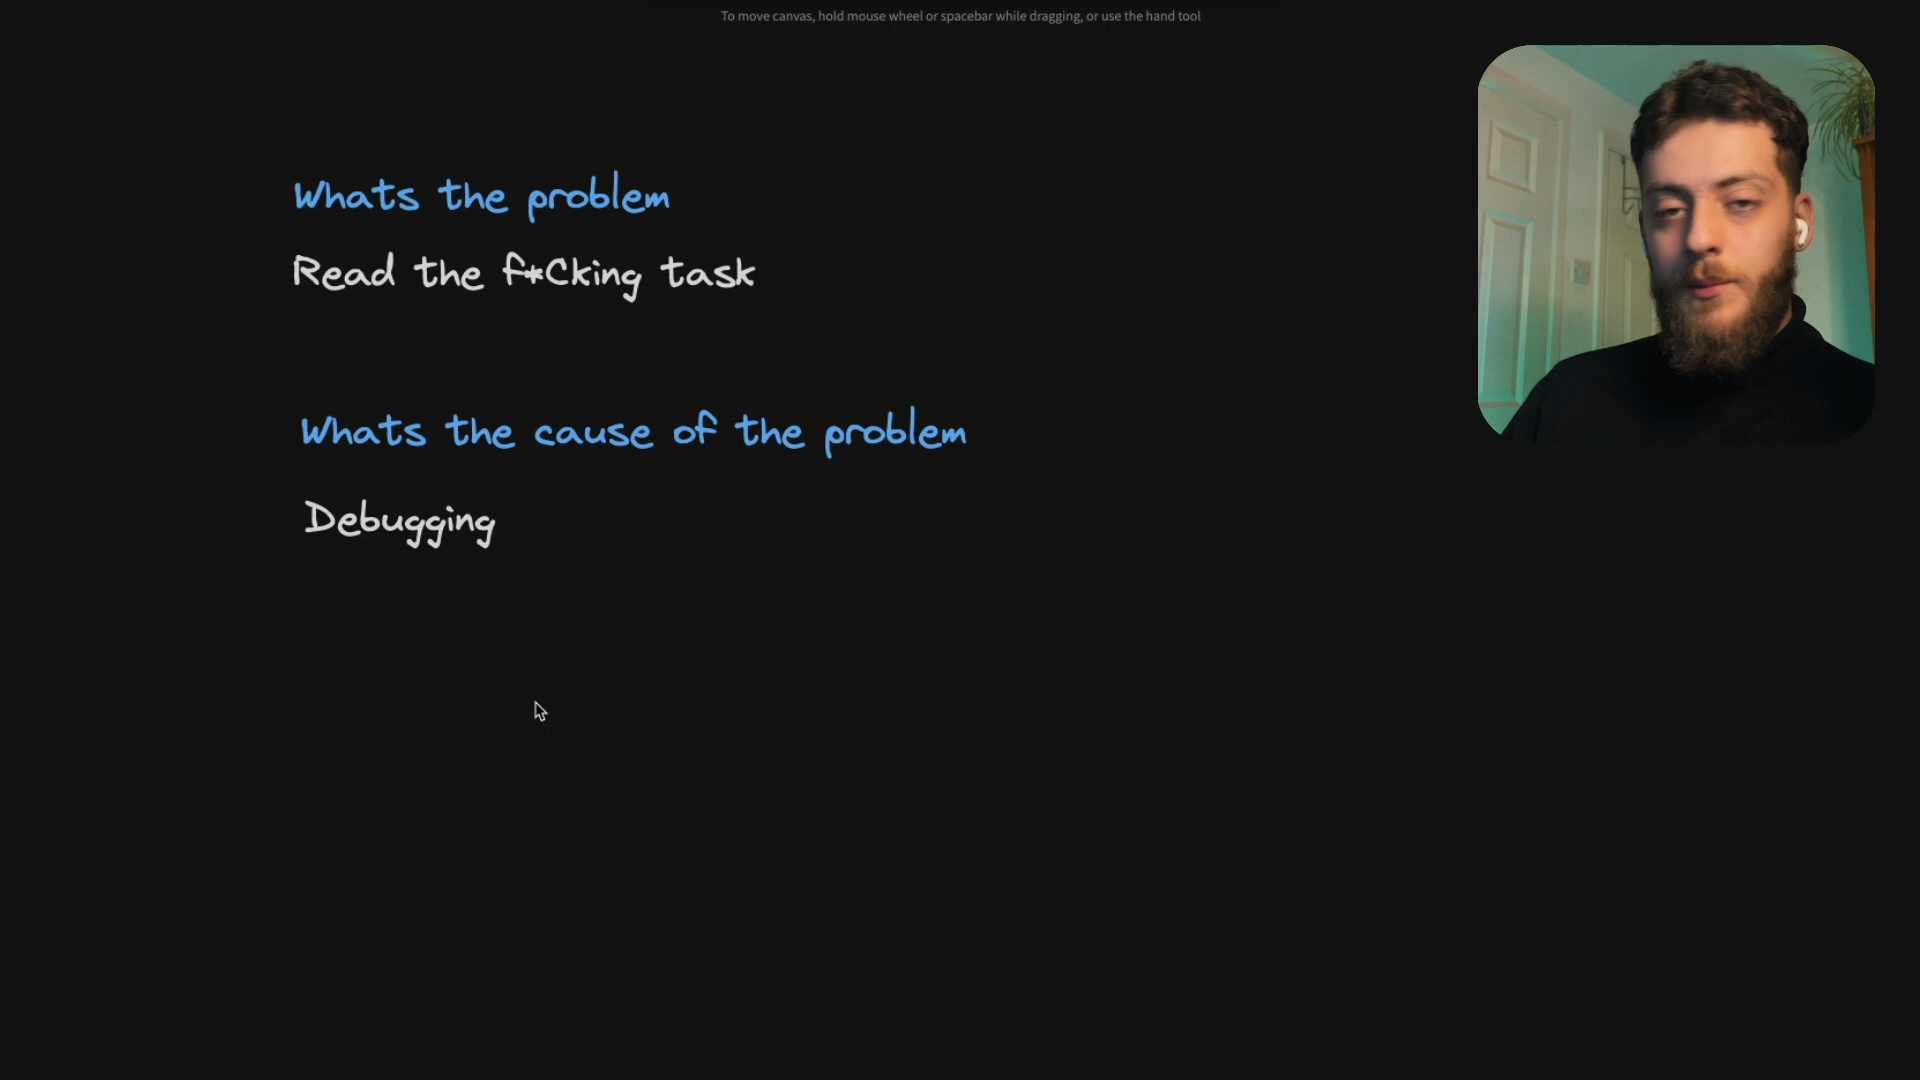 To move canvas, hold mouse wheel or spacebar while dragging, or use the hand tool
Whats the problem
Read the f*Cking task
Whats the cause of the problem
Debugging